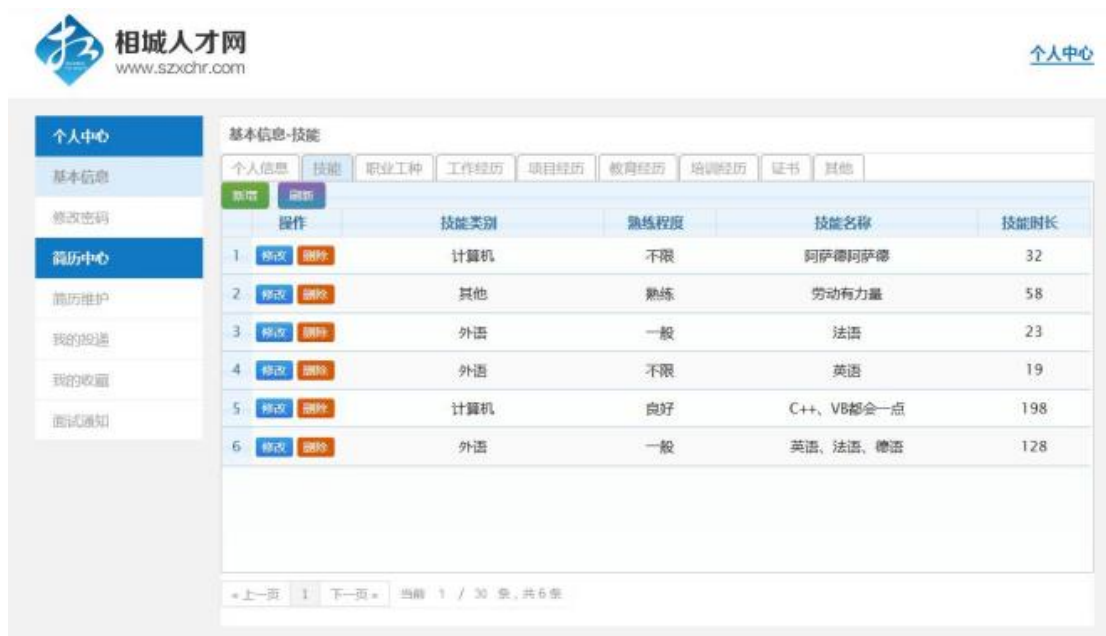 相城人才网
www.szxchr.com
个人中心
个人中心
基本信息
修改密码
简历中心
简历维护
我的投递
我的收藏
面试通知
基本信息-技能
个人信息 技能 职业工种 工作经历 项目经历 教育经历 培训经历 证书 其他
新增 刷新
操作 技能类别 熟练程度 技能名称 技能时长
1 修改 删除 计算机 不限 阿萨德阿萨德 32
2 修改 删除 其他 熟练 劳动有力量 58
3 修改 删除 外语 一般 法语 23
4 修改 删除 外语 不限 英语 19
5 修改 删除 计算机 良好 C++、VB都会一点 198
6 修改 删除 外语 一般 英语、法语、德语 128
« 上一页 1 下一页 » 当前 1 / 30 条,共6条